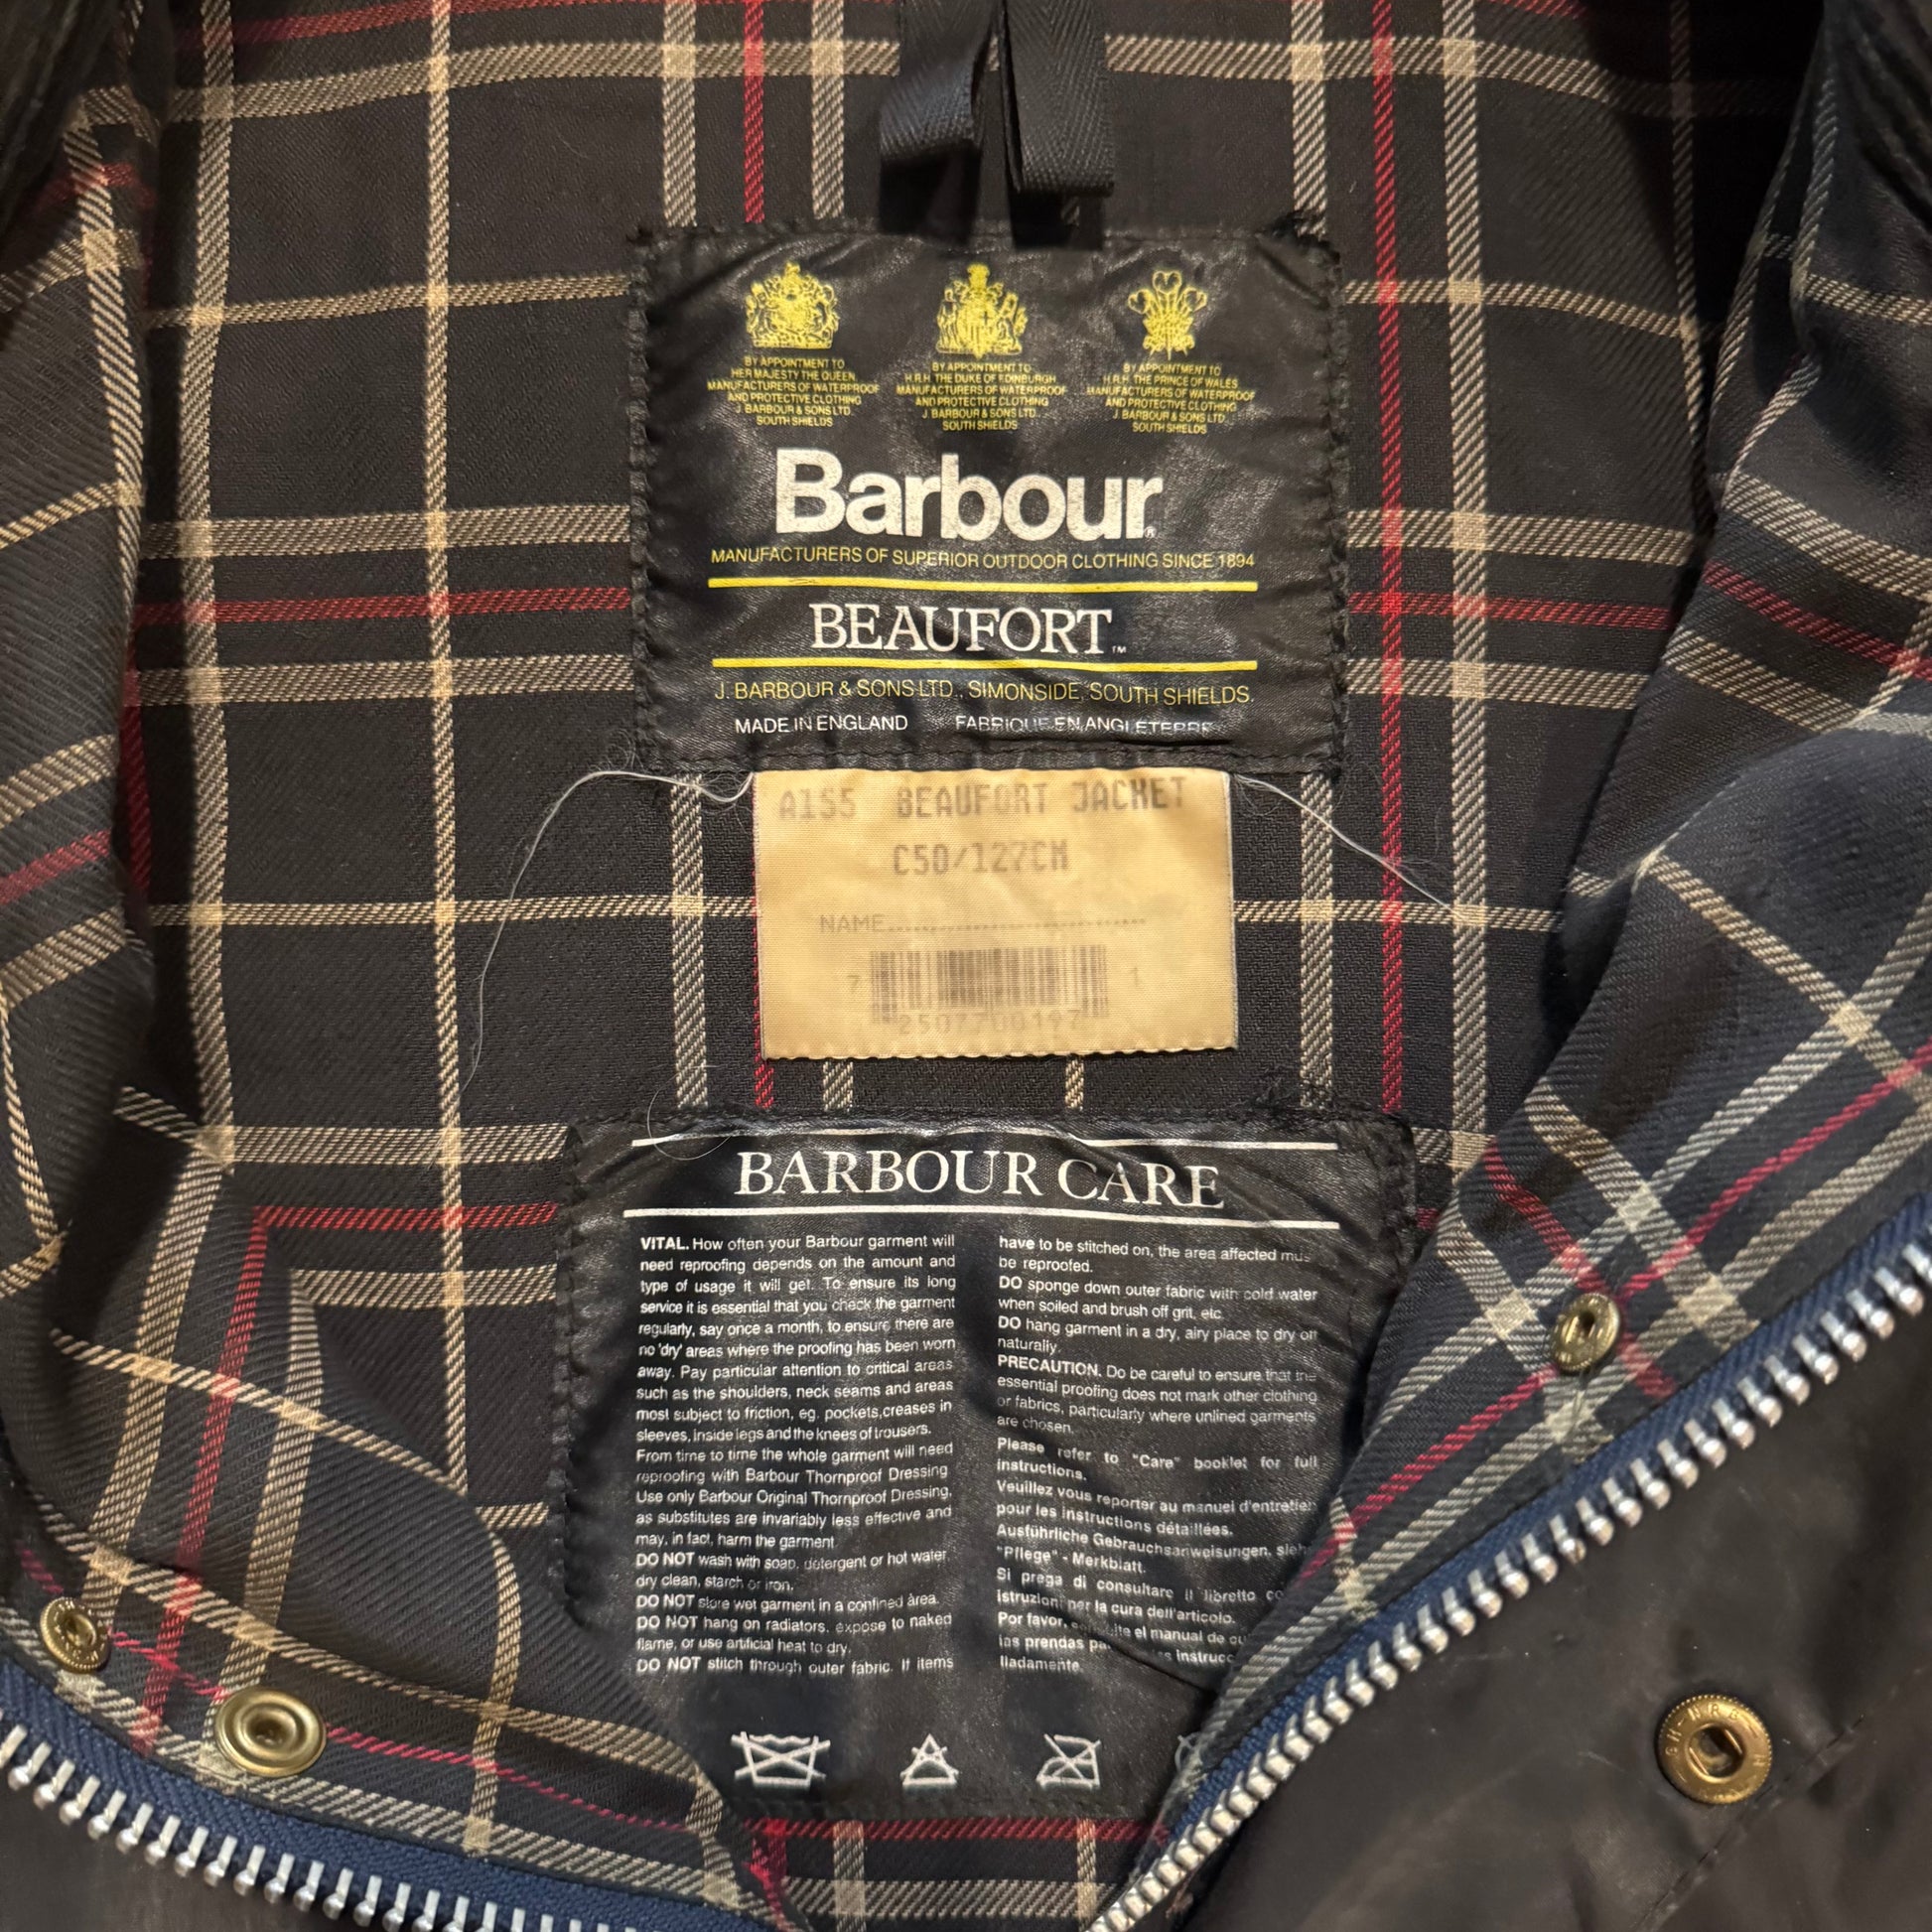 BY APPOINTMENT TO
HER MAJESTY THE QUEEN
MANUFACTURERS OF WATERPROOF
AND PROTECTIVE CLOTHING
J. BARBOUR & SONS LTD.
SOUTH SHIELDS
BY APPOINTMENT TO
H.R.H. THE DUKE OF EDINBURGH
MANUFACTURERS OF WATERPROOF
AND PROTECTIVE CLOTHING
J. BARBOUR & SONS LTD.
SOUTH SHIELDS
BY APPOINTMENT TO
H.R.H. THE PRINCE OF WALES
MANUFACTURERS OF WATERPROOF
AND PROTECTIVE CLOTHING
J. BARBOUR & SONS LTD.
SOUTH SHIELDS
Barbour®
MANUFACTURERS OF SUPERIOR OUTDOOR CLOTHING SINCE 1894
BEAUFORT™
J. BARBOUR & SONS LTD., SIMONSIDE, SOUTH SHIELDS.
MADE IN ENGLAND FABRIQUE EN ANGLETERRE
A155 BEAUFORT JACKET
C50/127CM
NAME
7 1
BARBOUR CARE
VITAL. How often your Barbour garment will
need reproofing depends on the amount and
type of usage it will get. To ensure its long
service it is essential that you check the garment
regularly, say once a month, to ensure there are
no 'dry' areas where the proofing has been worn
away. Pay particular attention to critical areas
such as the shoulders, neck seams and areas
most subject to friction, eg. pockets,creases in
sleeves, inside legs and the knees of trousers.
From time to time the whole garment will need
reproofing with Barbour Thornproof Dressing
Use only Barbour Original Thornproof Dressing,
as substitutes are invariably less effective and
may, in fact, harm the garment
DO NOT wash with soap, detergent or hot water,
dry clean, starch or iron.
DO NOT store wet garment in a confined area.
DO NOT hang on radiators, expose to naked
flame, or use artificial heat to dry.
DO NOT stitch through outer fabric. If items
have to be stitched on, the area affected
be reproofed.
DO sponge down outer fabric with cold water
when soiled and brush off grit, etc.
DO hang garment in a dry, airy place to dry off
naturally.
PRECAUTION. Do be careful to ensure that the
essential proofing does not mark other clothing
or fabrics, particularly where unlined garments
are chosen.
Please refer to "Care" booklet for full
instructions.
Veuillez vous reporter au manuel d'entretien
pour les instructions détaillées.
Ausführliche Gebrauchsanweisungen,
"Pflege" - Merkblatt.
Si prega di consultare il libretto
istruzioni per la cura dell'articolo.
Por favor, el manual de
las prendas
lladamente.